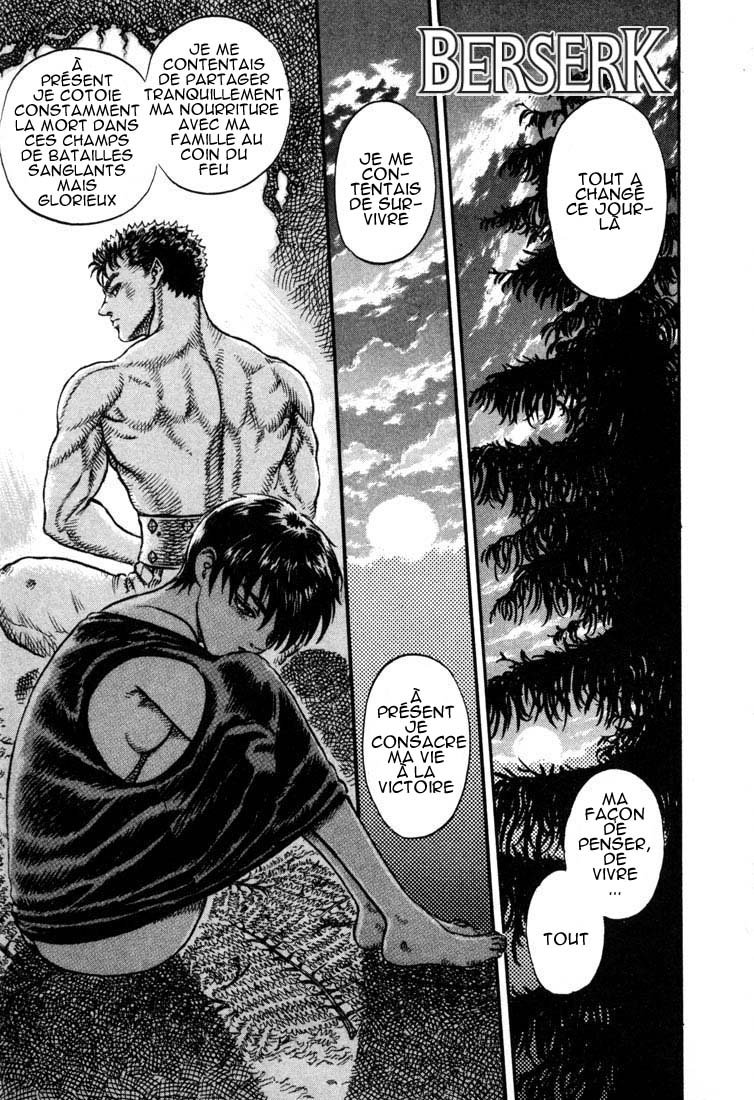 BERSERK
TOUT A
CHANGÉ
CE JOUR-
LÀ
MA
FAÇON
DE
PENSER,
DE
VIVRE
...
TOUT
JE ME
CON-
TENTAIS
DE SUR-
VIVRE
À
PRÉSENT
JE
CONSACRE
MA VIE
À LA
VICTOIRE
JE ME
CONTENTAIS
DE PARTAGER
TRANQUILLEMENT
MA NOURRITURE
AVEC MA
FAMILLE AU
COIN DU
FEU
À
PRÉSENT
JE COTOIE
CONSTAMMENT
LA MORT DANS
CES CHAMPS
DE BATAILLES
SANGLANTS
MAIS
GLORIEUX